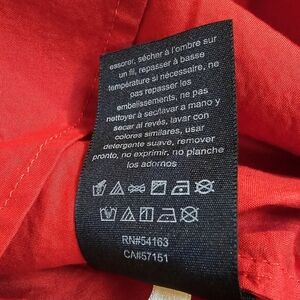 essorer, sécher à l'ombre sur
un fil, repasser à basse
température si nécessaire, ne
pas repasser les
embellissements, ne pas
nettoyer à sec/lavar a mano y
secar al revés, lavar con
colores similares, usar
detergente suave, remover
pronto, no exprimir, no planche
los adornos
RN#54163
CA#57151